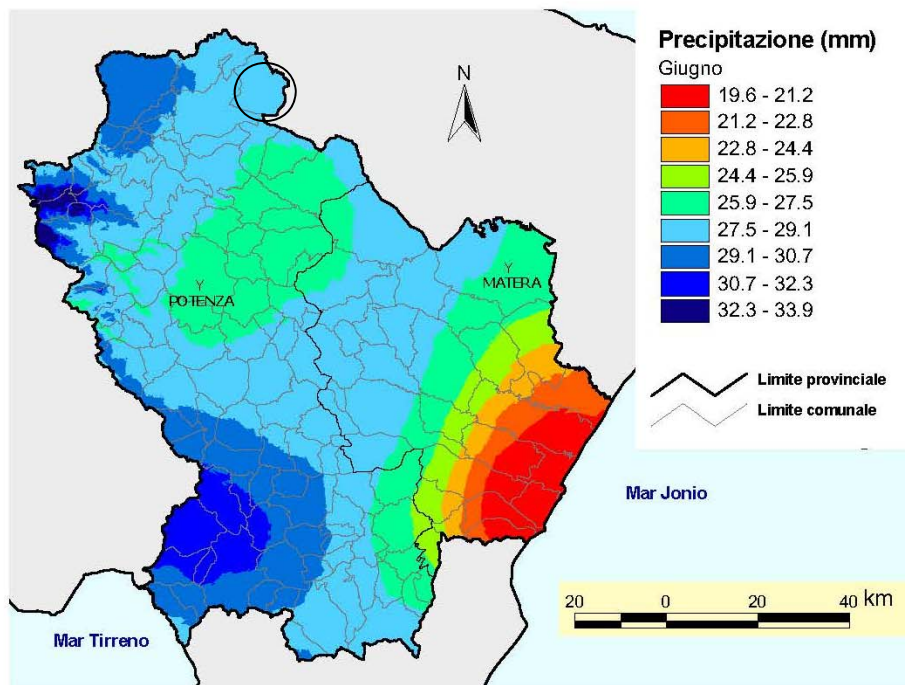 Precipitazione (mm)
Giugno
19.6 - 21.2
21.2 - 22.8
22.8 - 24.4
24.4 - 25.9
25.9 - 27.5
27.5 - 29.1
29.1 - 30.7
30.7 - 32.3
32.3 - 33.9
Limite provinciale
Limite comunale
N
Y
POTENZA
Y
MATERA
Mar Jonio
Mar Tirreno
20 0 20 40 km